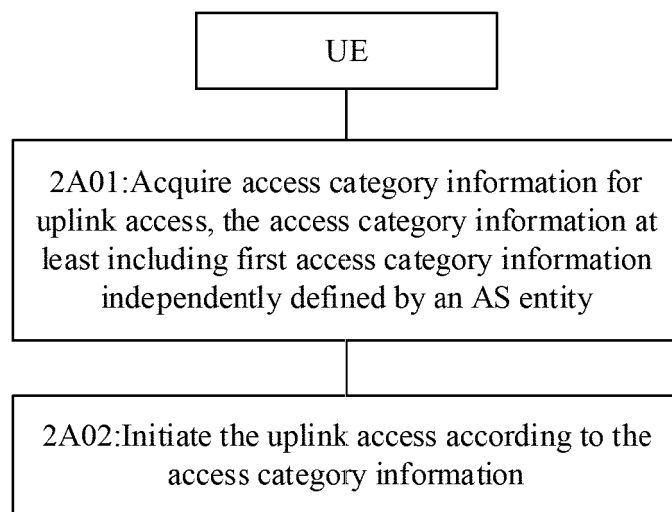 UE
2A01:Acquire access category information for
uplink access, the access category information at
least including first access category information
independently defined by an AS entity
2A02:Initiate the uplink access according to the
access category information